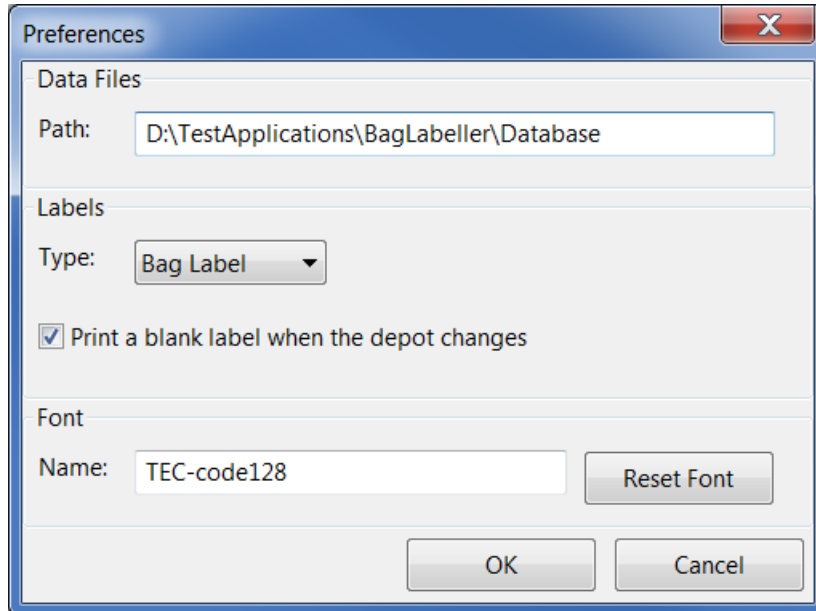 Preferences
Data Files
Path: D:\TestApplications\BagLabeller\Database
Labels
Type: Bag Label
Print a blank label when the depot changes
Font
Name: TEC-code128 Reset Font
OK Cancel